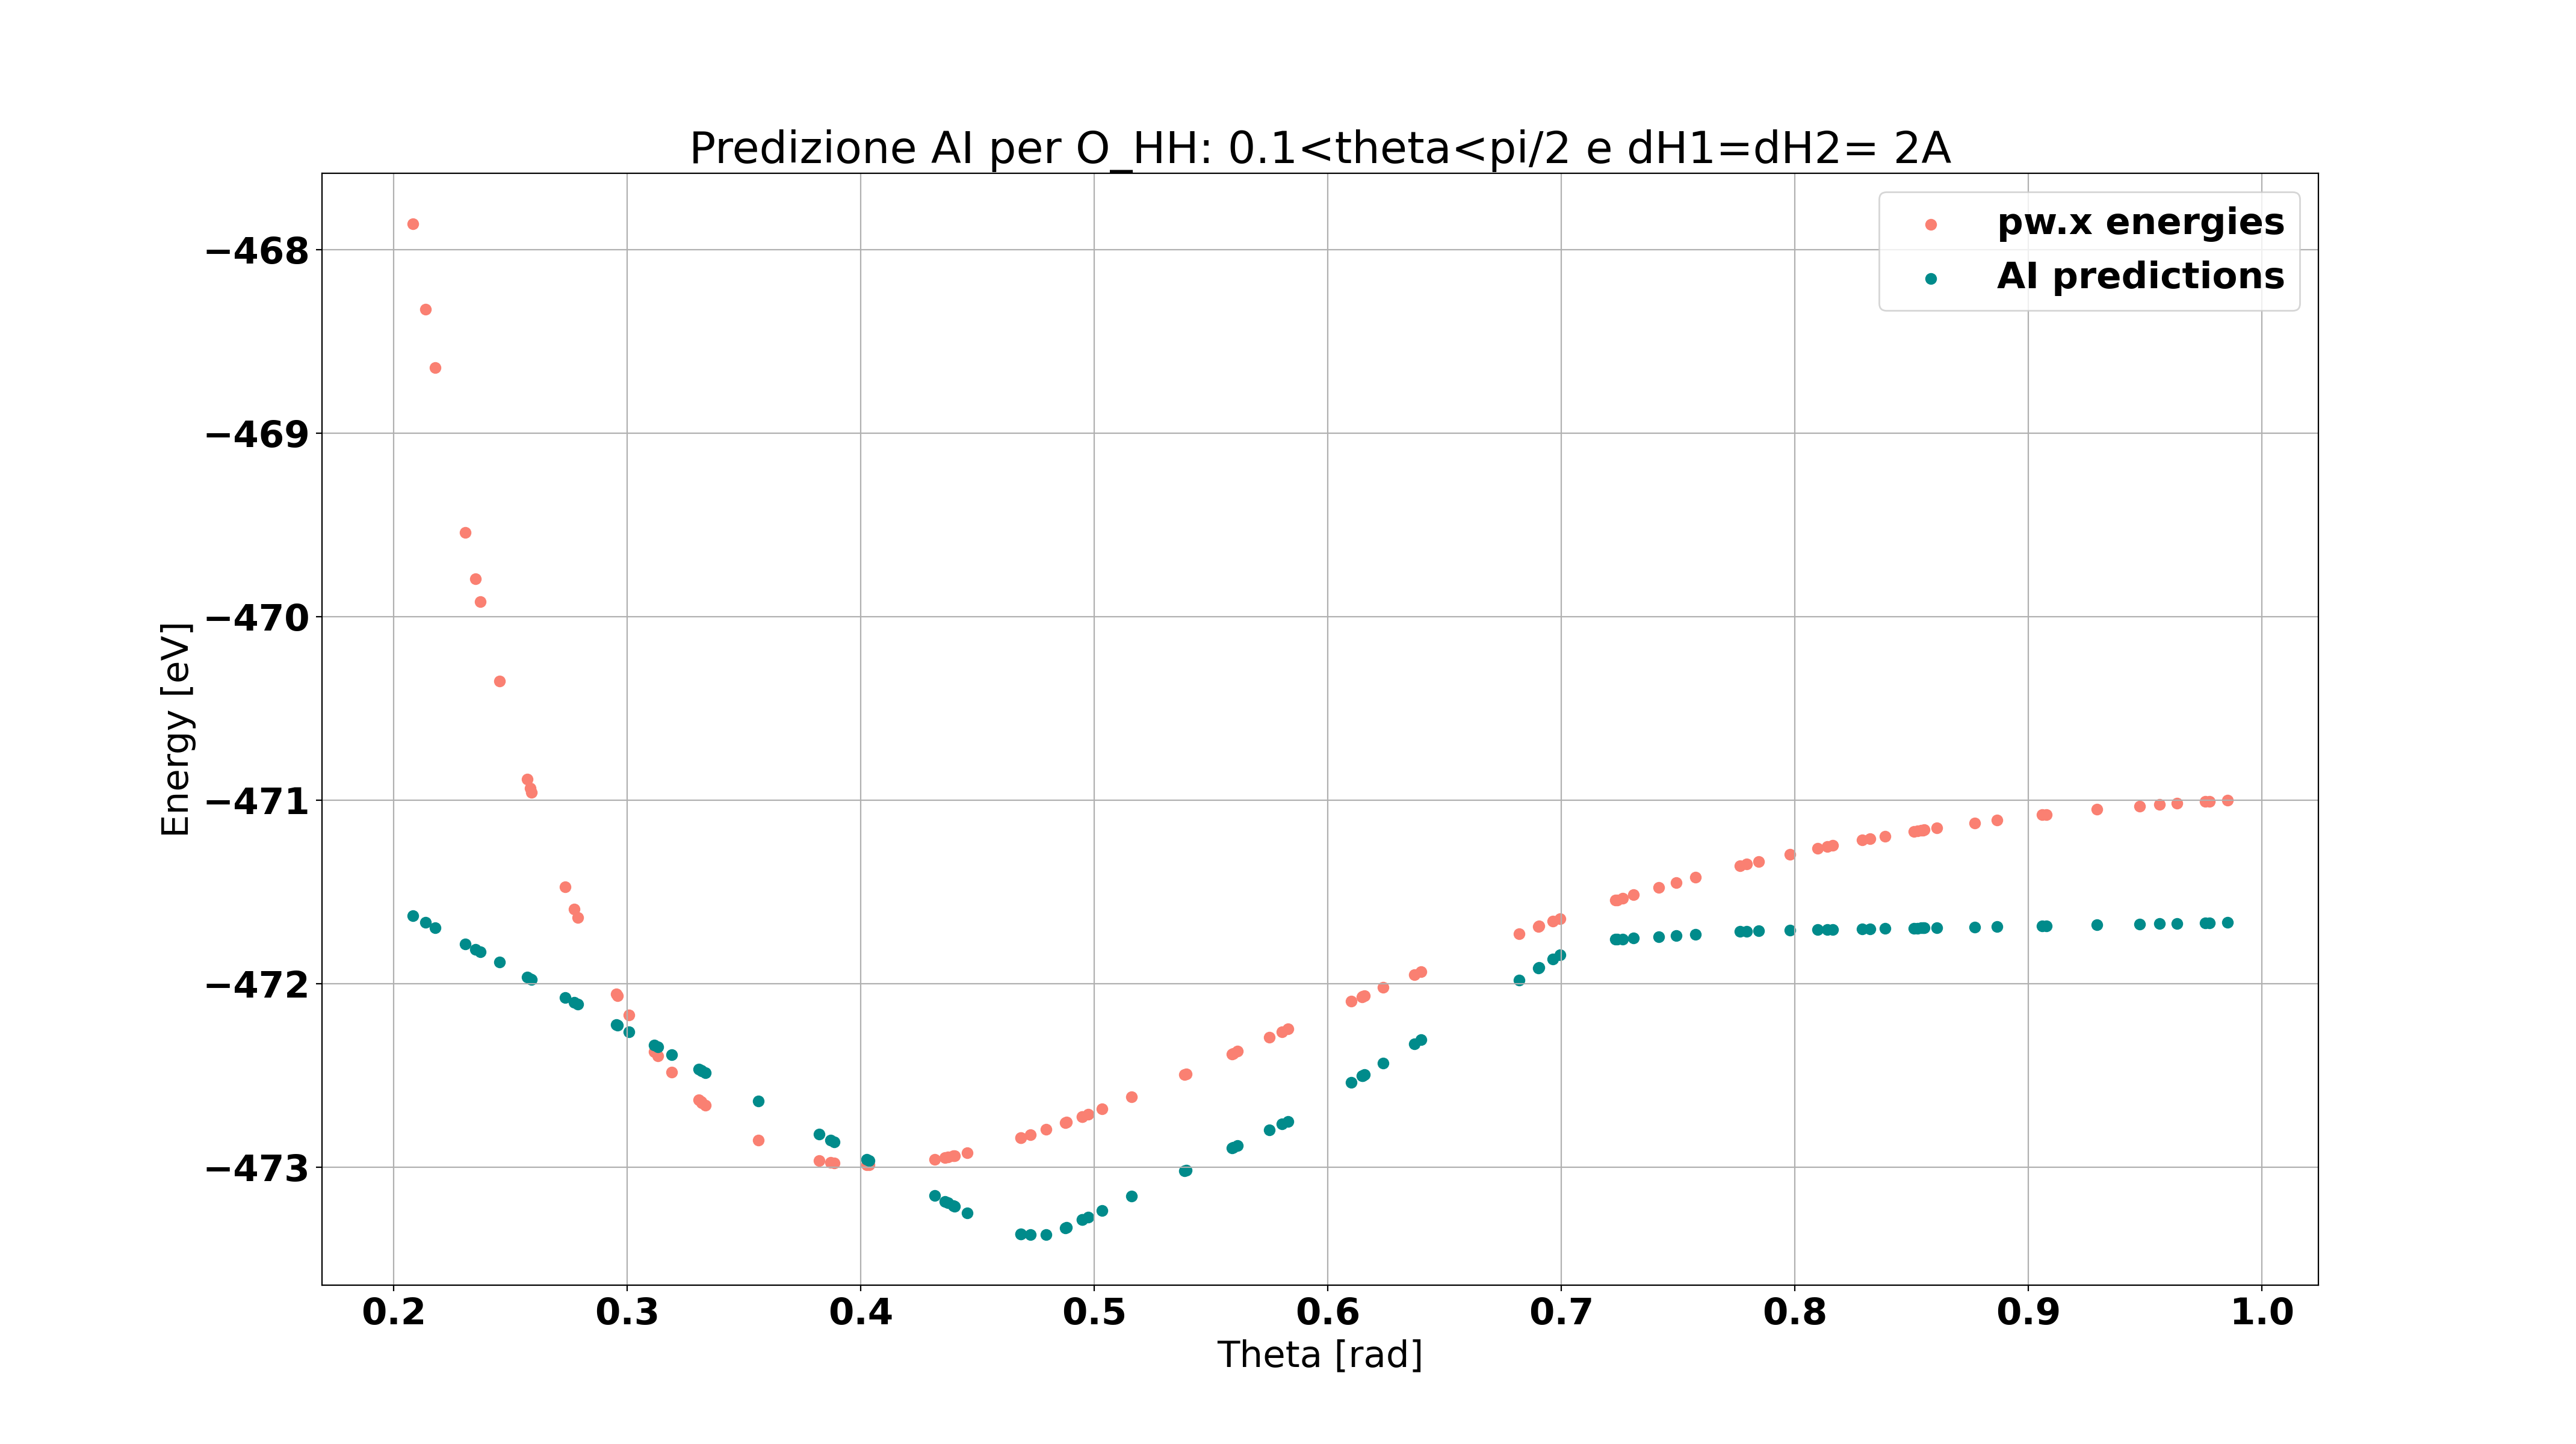 Predizione AI per O_HH: 0.1<theta<pi/2 e dH1=dH2= 2A
pw.x energies
AI predictions
Energy [eV]
−468
−469
−470
−471
−472
−473
0.2 0.3 0.4 0.5 0.6 0.7 0.8 0.9 1.0
Theta [rad]